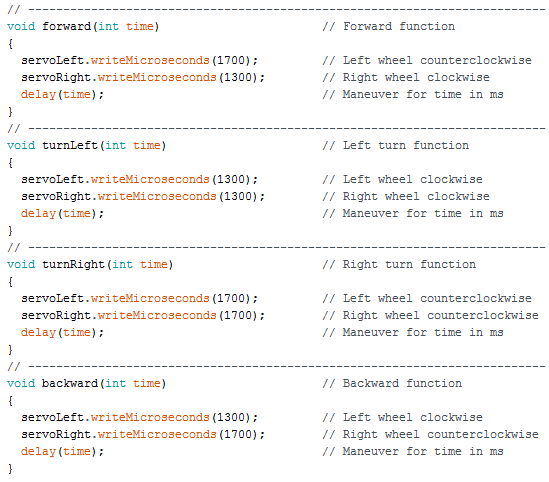 // --------------------------------------------------------------------------
void forward(int time)                       // Forward function
{
  servoLeft.writeMicroseconds(1700);         // Left wheel counterclockwise
  servoRight.writeMicroseconds(1300);        // Right wheel clockwise
  delay(time);                               // Maneuver for time in ms
}
// --------------------------------------------------------------------------
void turnLeft(int time)                      // Left turn function
{
  servoLeft.writeMicroseconds(1300);         // Left wheel clockwise
  servoRight.writeMicroseconds(1300);        // Right wheel clockwise
  delay(time);                               // Maneuver for time in ms
}
// --------------------------------------------------------------------------
void turnRight(int time)                     // Right turn function
{
  servoLeft.writeMicroseconds(1700);         // Left wheel counterclockwise
  servoRight.writeMicroseconds(1700);        // Right wheel counterclockwise
  delay(time);                               // Maneuver for time in ms
}
// --------------------------------------------------------------------------
void backward(int time)                      // Backward function
{
  servoLeft.writeMicroseconds(1300);         // Left wheel clockwise
  servoRight.writeMicroseconds(1700);        // Right wheel counterclockwise
  delay(time);                               // Maneuver for time in ms
}